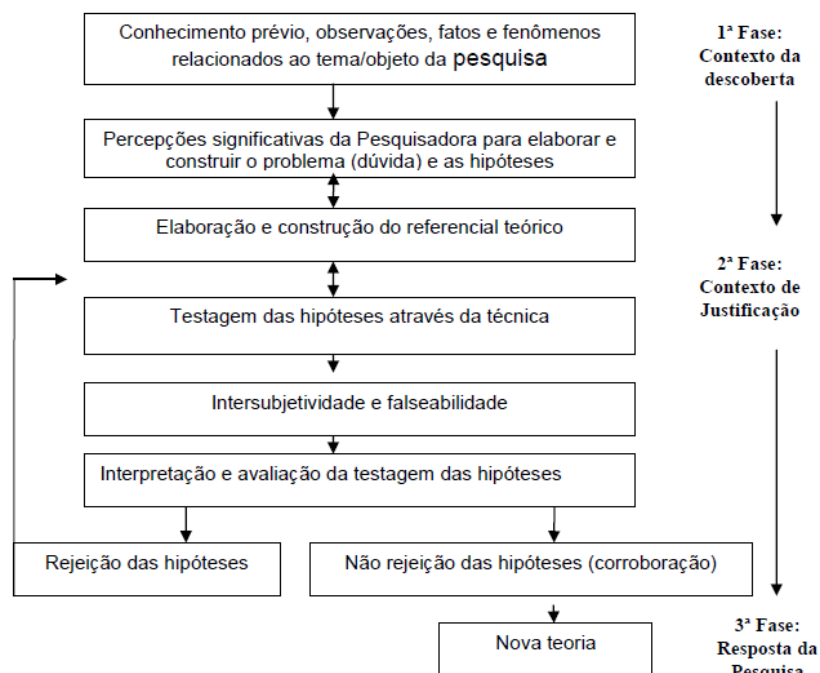 Conhecimento prévio, observações, fatos e fenômenos
relacionados ao tema/objeto da pesquisa
1ª Fase:
Contexto da
descoberta
Percepções significativas da Pesquisadora para elaborar e
construir o problema (dúvida) e as hipóteses
Elaboração e construção do referencial teórico
2ª Fase:
Contexto de
Justificação
Testagem das hipóteses através da técnica
Intersubjetividade e falseabilidade
Interpretação e avaliação da testagem das hipóteses
Rejeição das hipóteses
Não rejeição das hipóteses (corroboração)
Nova teoria
3ª Fase:
Resposta da
Pesquisa